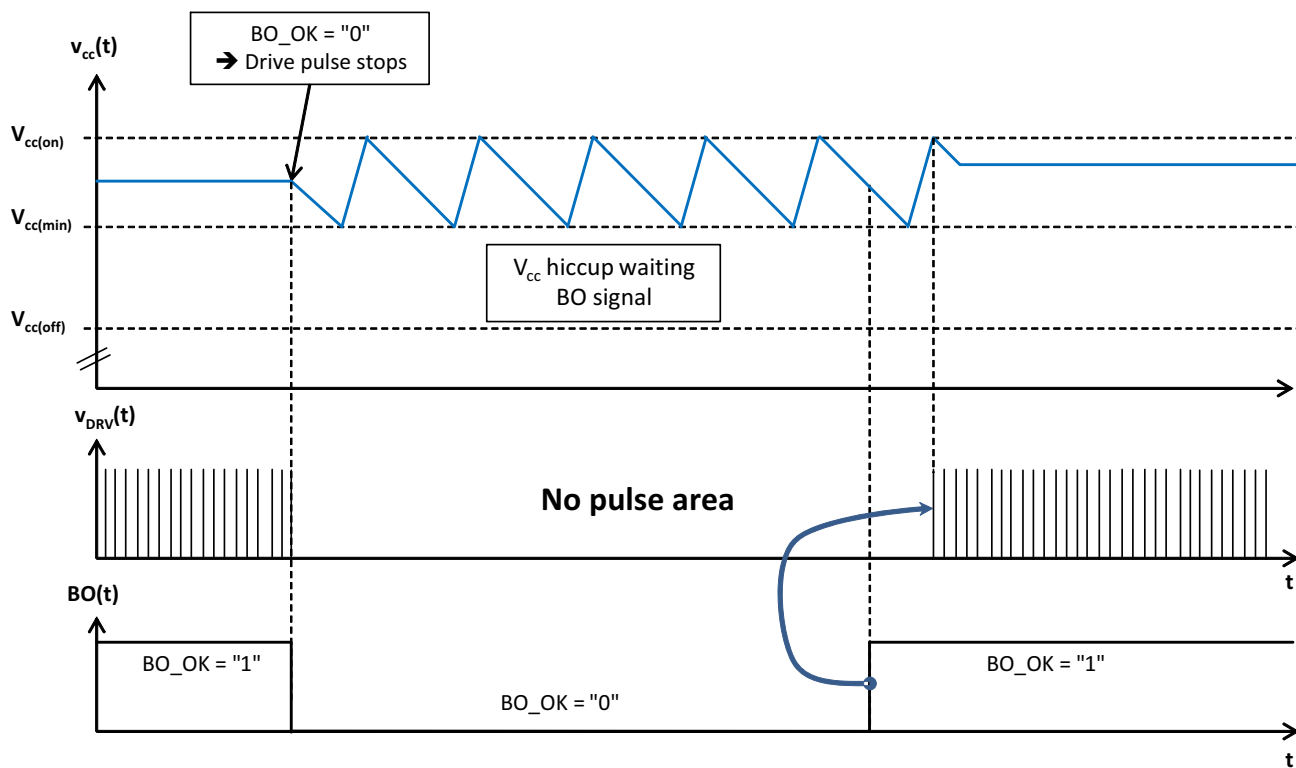 BO_OK = "0"
➔ Drive pulse stops
vcc(t)
Vcc(on)
Vcc(min)
Vcc hiccup waiting
BO signal
Vcc(off)
vDRV(t)
No pulse area
t
BO(t)
BO_OK = "1"
BO_OK = "1"
BO_OK = "0"
t